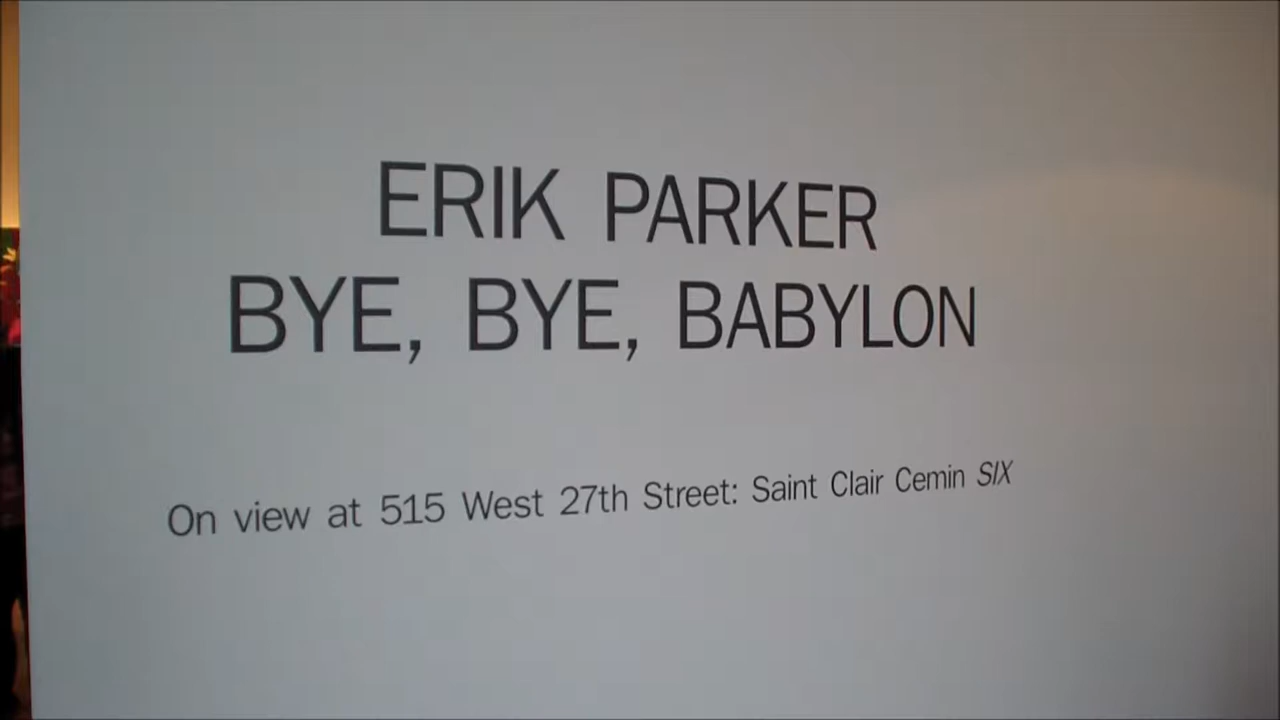 ERIK PARKER
BYE, BYE, BABYLON
On view at 515 West 27th Street: Saint Clair Cemin SIX